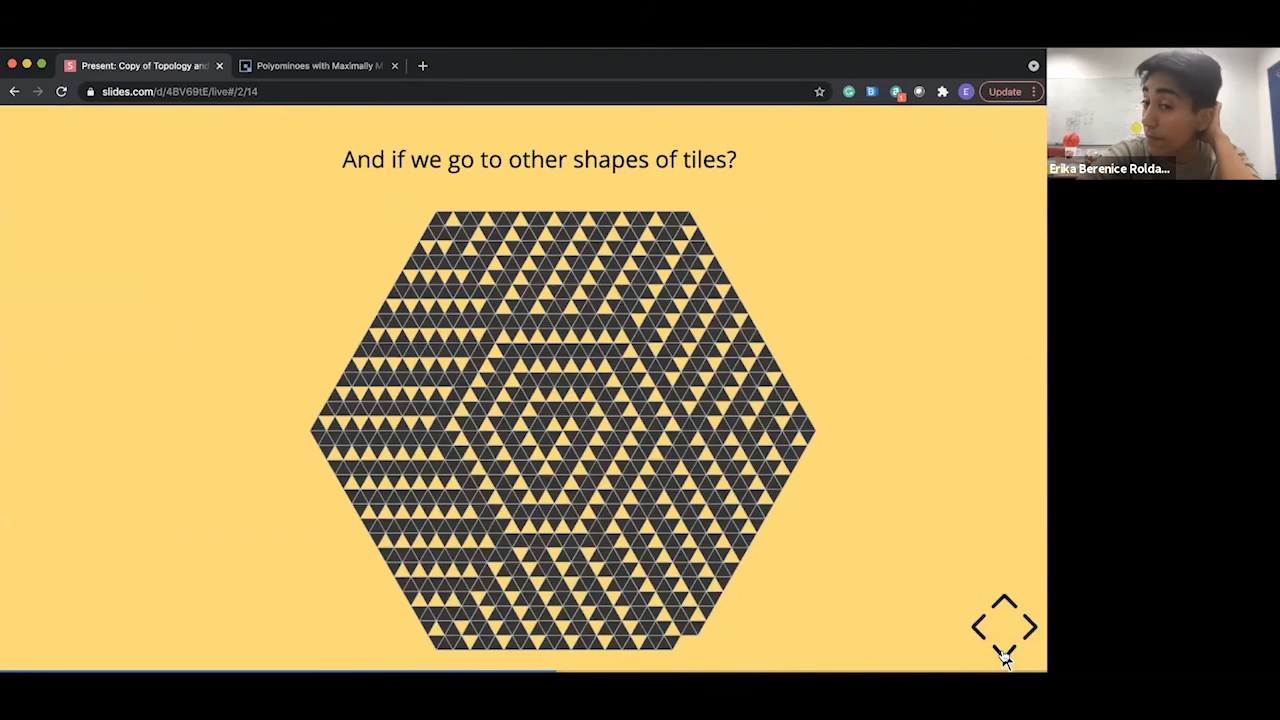 Present: Copy of Topology and
Polyominoes with Maximally M
slides.com/d/4BV69tE/live#/2/14
1
E
Update
And if we go to other shapes of tiles?
Erika Berenice Rolda...